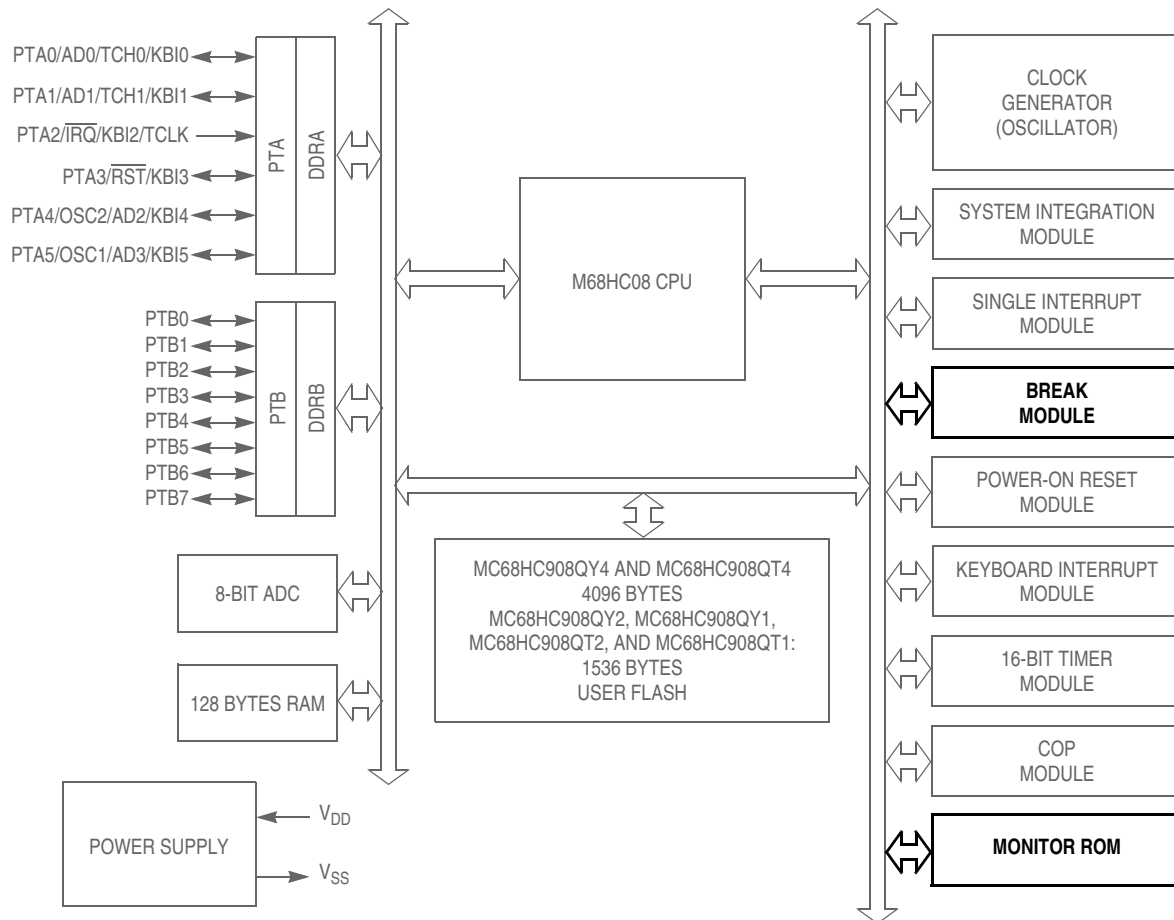 PTA0/AD0/TCH0/KBI0
PTA1/AD1/TCH1/KBI1
PTA2/IRQ/KBI2/TCLK
PTA3/RST/KBI3
PTA4/OSC2/AD2/KBI4
PTA5/OSC1/AD3/KBI5
PTA
DDRA
PTB0
PTB1
PTB2
PTB3
PTB4
PTB5
PTB6
PTB7
PTB
DDRB
8-BIT ADC
128 BYTES RAM
POWER SUPPLY
VDD
VSS
M68HC08 CPU
MC68HC908QY4 AND MC68HC908QT4
4096 BYTES
MC68HC908QY2, MC68HC908QY1,
MC68HC908QT2, AND MC68HC908QT1:
1536 BYTES
USER FLASH
CLOCK
GENERATOR
(OSCILLATOR)
SYSTEM INTEGRATION
MODULE
SINGLE INTERRUPT
MODULE
BREAK
MODULE
POWER-ON RESET
MODULE
KEYBOARD INTERRUPT
MODULE
16-BIT TIMER
MODULE
COP
MODULE
MONITOR ROM